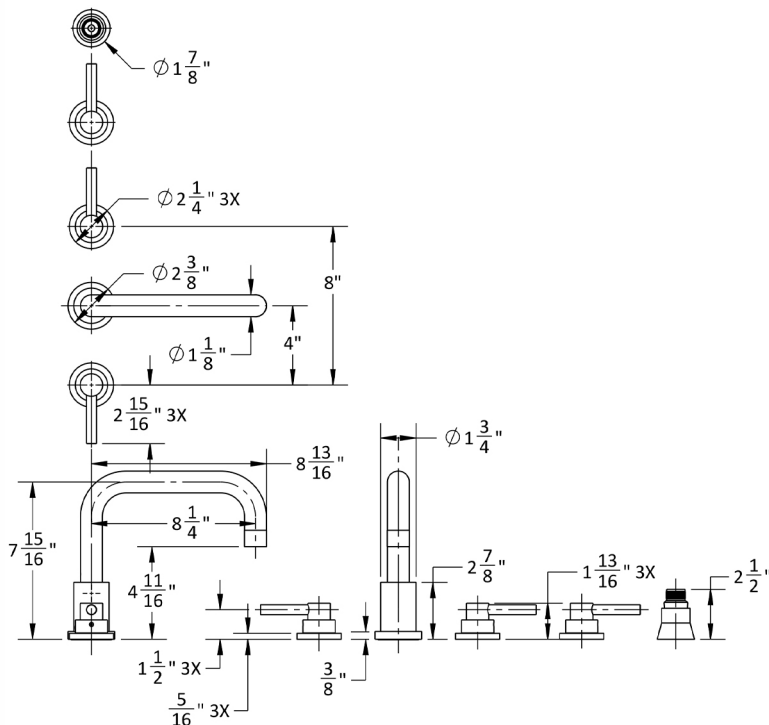 ∅ 1 7/8"
∅ 2 1/4" 3X
∅ 2 3/8"
8"
4"
∅ 1 1/8"
2 15/16" 3X
∅ 1 3/4"
8 13/16"
8 1/4"
7 15/16"
4 11/16"
2 7/8"
1 13/16" 3X
2 1/2"
1 1/2" 3X
3/8"
5/16" 3X